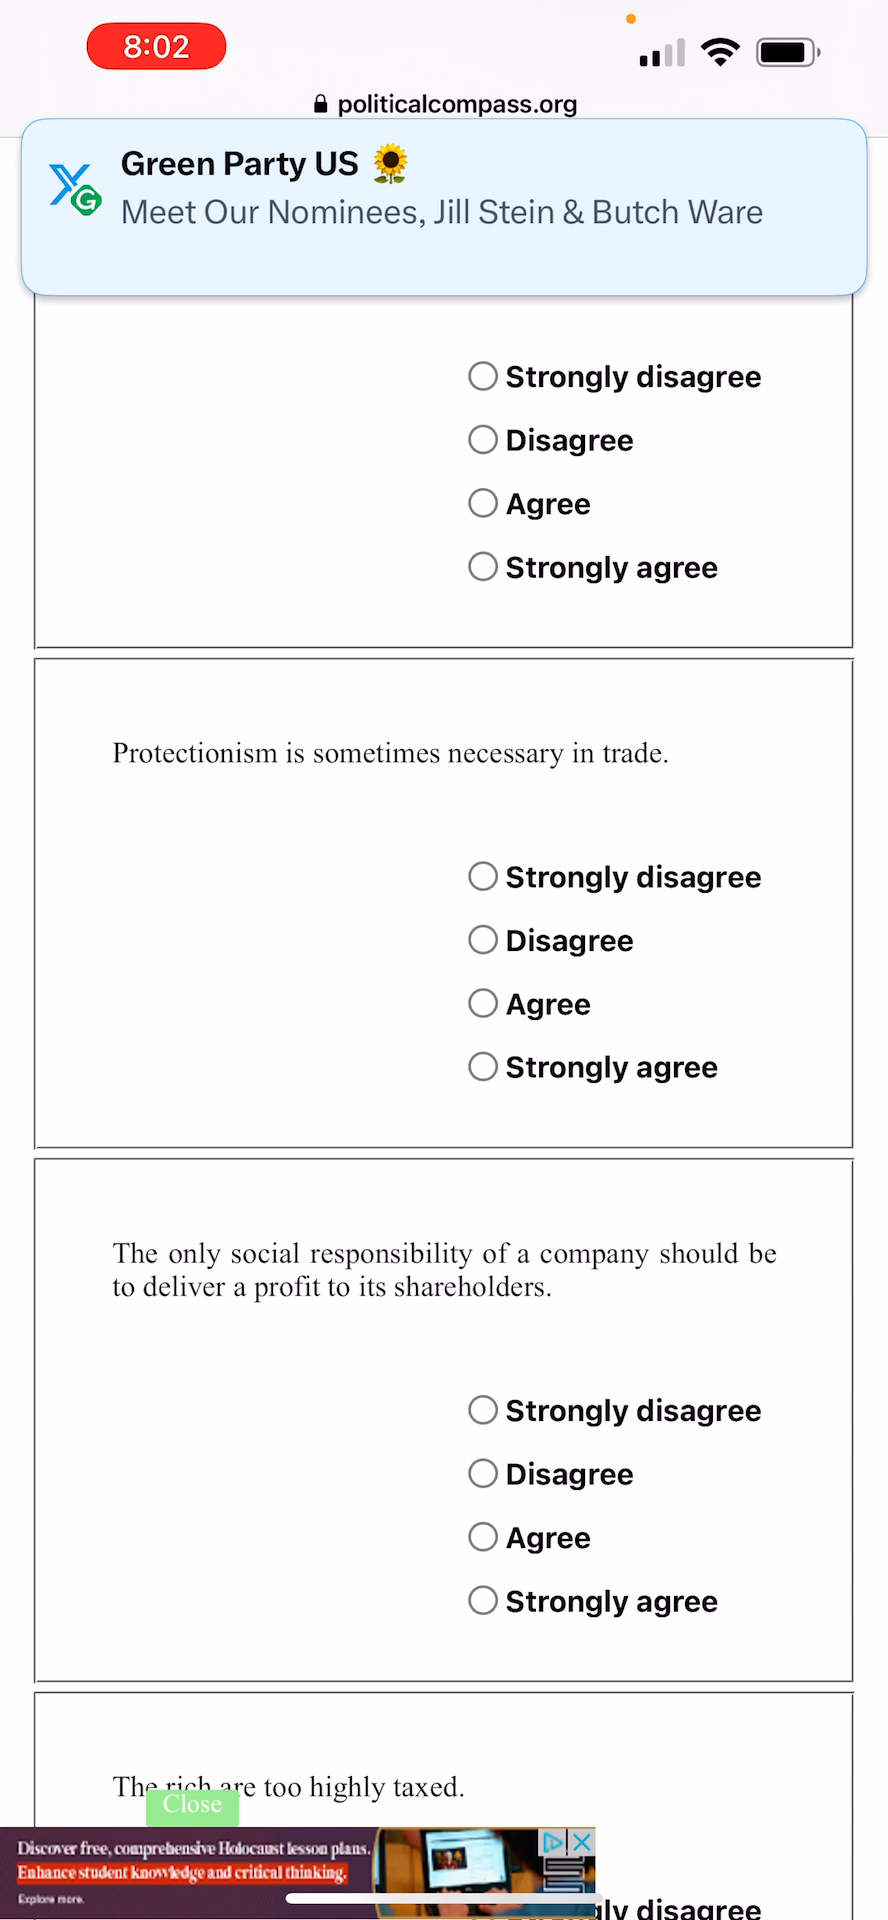 8:02
politicalcompass.org
Green Party US 🌻
Meet Our Nominees, Jill Stein & Butch Ware
Strongly disagree
Disagree
Agree
Strongly agree
Protectionism is sometimes necessary in trade.
Strongly disagree
Disagree
Agree
Strongly agree
The only social responsibility of a company should be
to deliver a profit to its shareholders.
Strongly disagree
Disagree
Agree
Strongly agree
The rich are too highly taxed.
Close
Discover free, comprehensive Holocaust lesson plans.
Enhance student knowledge and critical thinking.
Explore more.
disagree